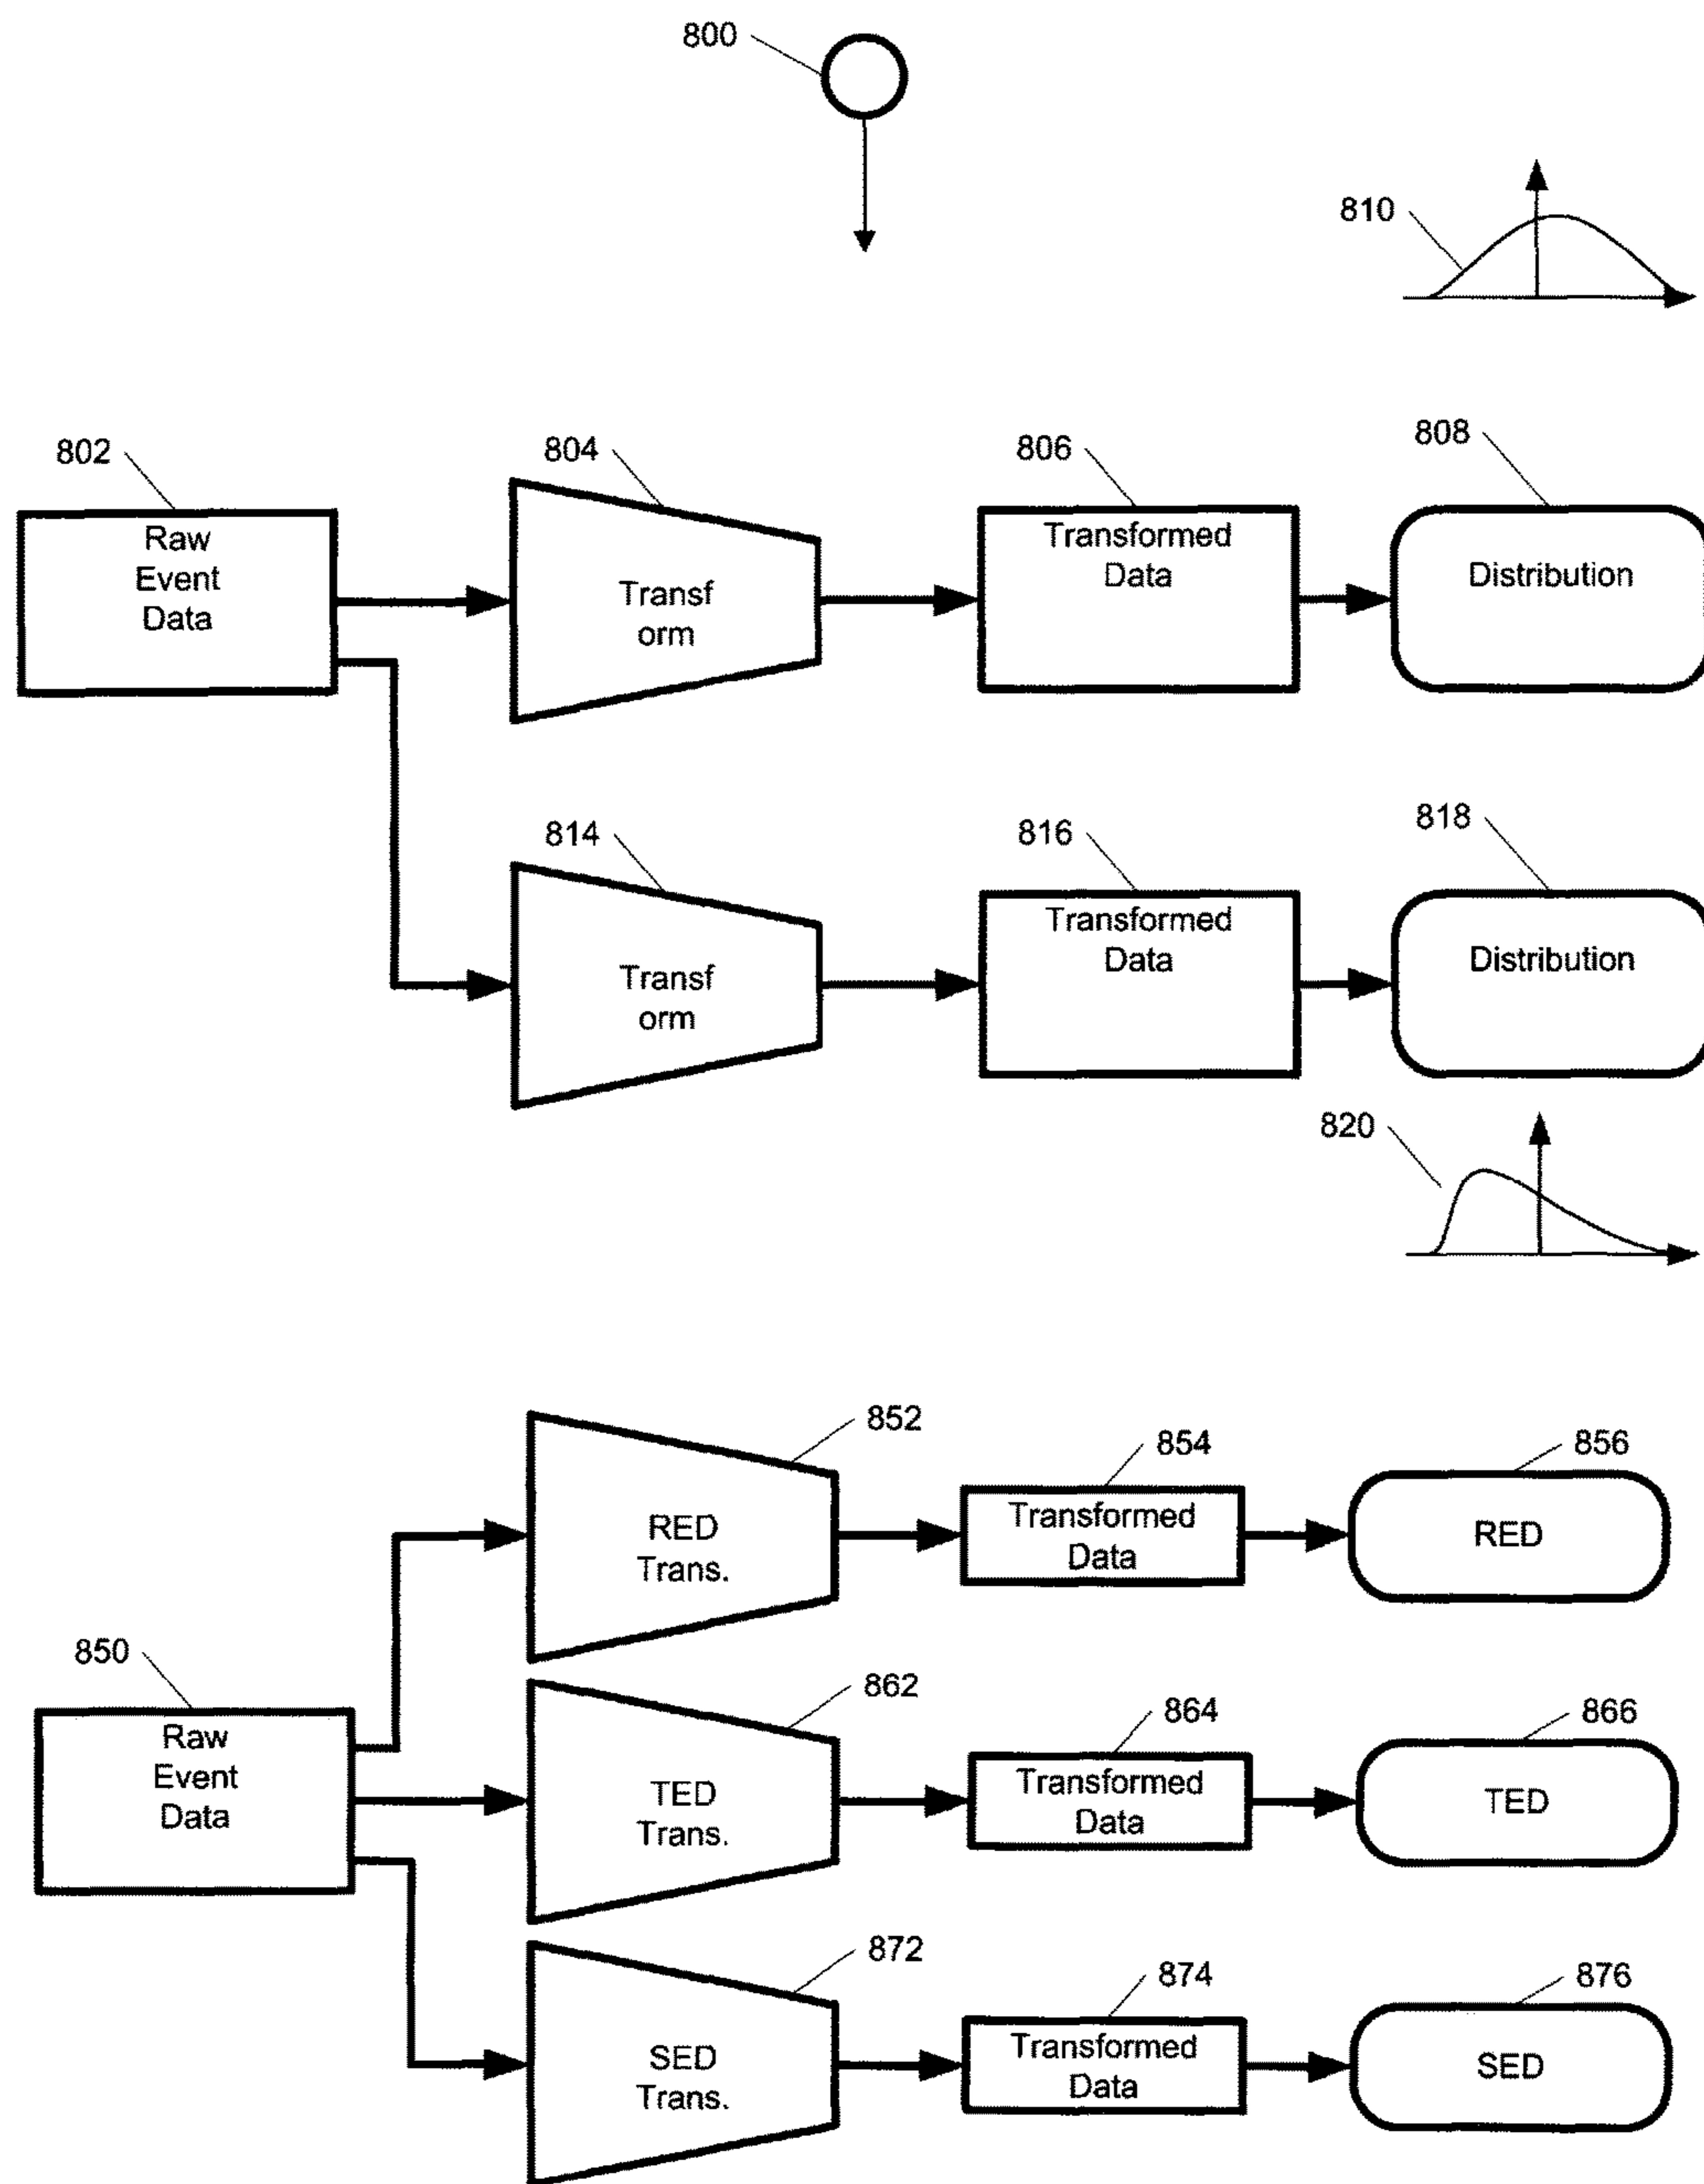 800
810
802
804
806
808
Raw
Event
Data
Transf
orm
Transformed
Data
Distribution
814
816
818
Transf
orm
Transformed
Data
Distribution
820
852
854
856
RED
Trans.
Transformed
Data
RED
850
Raw
Event
Data
862
864
866
TED
Trans.
Transformed
Data
TED
872
874
876
SED
Trans.
Transformed
Data
SED